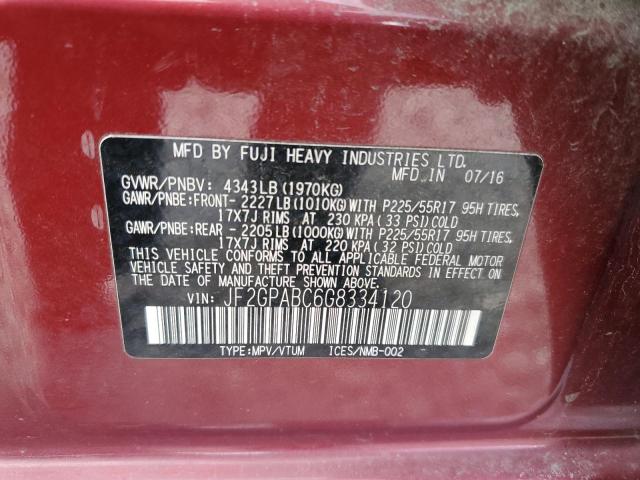 MFD BY FUJI HEAVY INDUSTRIES LTD.
MFD IN 07/16
GVWR/PNBV: 4343LB(1970KG)
GAWR/PNBE:FRONT- 2227LB(1010KG)WITH P225/55R17 95H TIRES,
17X7J RIMS AT 230 KPA(33 PSI)COLD
GAWR/PNBE:REAR - 2205LB(1000KG)WITH P225/55R17 95H TIRES,
17X7J RIMS AT 220 KPA(32 PSI)COLD
THIS VEHICLE CONFORMS TO ALL APPLICABLE FEDERAL MOTOR
VEHICLE SAFETY AND THEFT PREVENTION STANDARDS IN EFFECT
ON THE DATE OF MANUFACTURE SHOWN ABOVE.
VIN: JF2GPABC6G8334120
TYPE:MPV/VTUM ICES/NMB-002